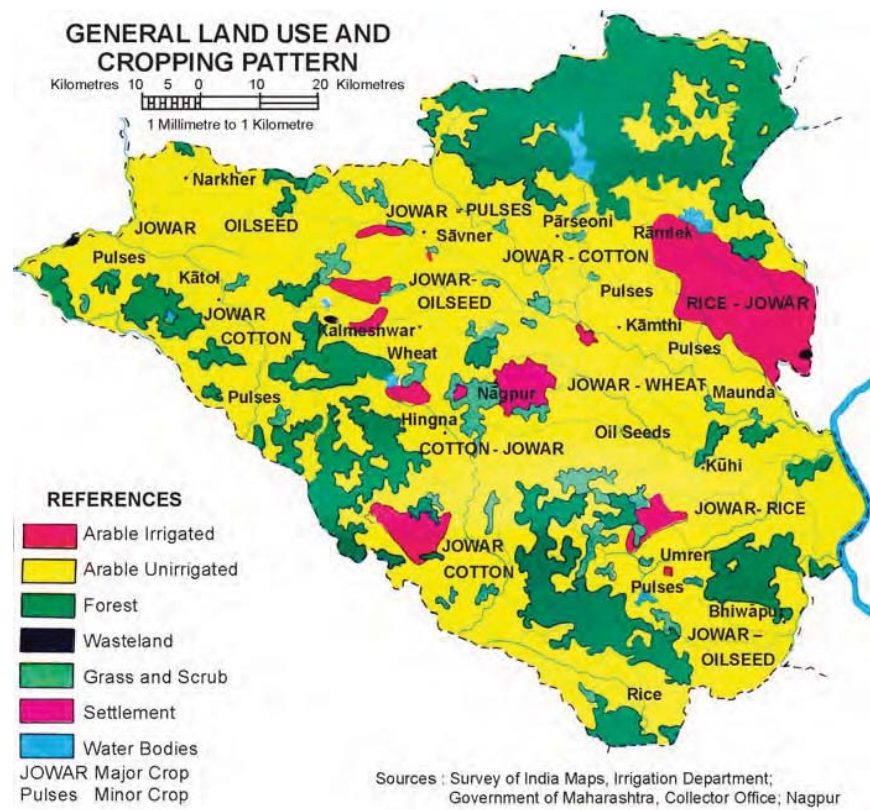 GENERAL LAND USE AND
CROPPING PATTERN
Kilometres 10 5 0 10 20 Kilometres
1 Millimetre to 1 Kilometre
Narkher
JOWAR OILSEED
JOWAR - PULSES
Pārseoni
Rāmtek
Pulses
Sāvner
JOWAR - COTTON
Kātol
JOWAR-
OILSEED
Pulses
RICE - JOWAR
JOWAR
COTTON
Kalmeshwar
Kāmthi
Wheat
Pulses
Pulses
Nāgpur
JOWAR - WHEAT
Maunda
Hingna
COTTON - JOWAR
Oil Seeds
Kūhi
JOWAR- RICE
JOWAR
COTTON
Umrer
Pulses
Bhiwāpur
JOWAR –
OILSEED
Rice
REFERENCES
Arable Irrigated
Arable Unirrigated
Forest
Wasteland
Grass and Scrub
Settlement
Water Bodies
JOWAR Major Crop
Pulses Minor Crop
Sources : Survey of India Maps, Irrigation Department;
Government of Maharashtra, Collector Office; Nagpur